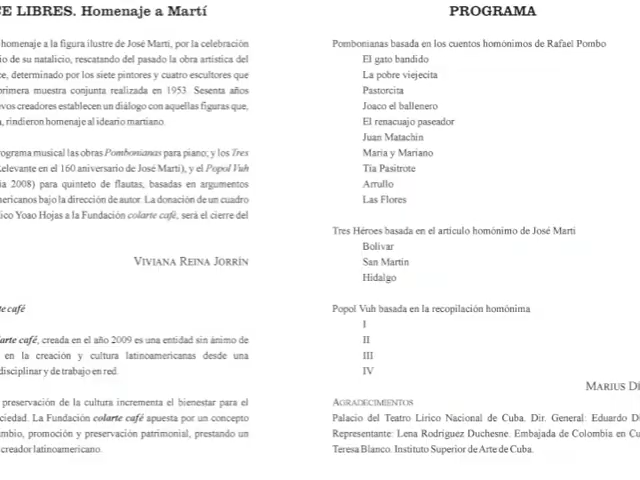 CE LIBRES. Homenaje a Martí
homenaje a la figura ilustre de José Martí, por la celebración
io de su natalicio, rescatando del pasado la obra artística del
ce, determinado por los siete pintores y cuatro escultores que
primera muestra conjunta realizada en 1953. Sesenta años
evos creadores establecen un diálogo con aquellas figuras que,
a, rindieron homenaje al ideario martiano.
rograma musical las obras Pombonianas para piano; y los Tres
Relevante en el 160 aniversario de José Martí), y el Popol Vuh
ia 2008) para quinteto de flautas, basadas en argumentos
mericanos bajo la dirección de autor. La donación de un cuadro
ico Yoao Hojas a la Fundación colarte café, será el cierre del
VIVIANA REINA JORRÍN
rte café
larte café, creada en el año 2009 es una entidad sin ánimo de
en la creación y cultura latinoamericanas desde una
disciplinar y de trabajo en red.
preservación de la cultura incrementa el bienestar para el
ciedad. La Fundación colarte café apuesta por un concepto
mbio, promoción y preservación patrimonial, prestando un
creador latinoamericano.
PROGRAMA
Pombonianas basada en los cuentos homónimos de Rafael Pombo
El gato bandido
La pobre viejecita
Pastorcita
Joaco el ballenero
El renacuajo paseador
Juan Matachín
María y Mariano
Tía Pasitrote
Arrullo
Las Flores
Tres Héroes basada en el artículo homónimo de José Martí
Bolívar
San Martín
Hidalgo
Popol Vuh basada en la recopilación homónima
I
II
III
IV
MARIUS DÍ
AGRADECIMIENTOS
Palacio del Teatro Lírico Nacional de Cuba. Dir. General: Eduardo Dí
Representante: Lena Rodríguez Duchesne. Embajada de Colombia en Cu
Teresa Blanco. Instituto Superior de Arte de Cuba.